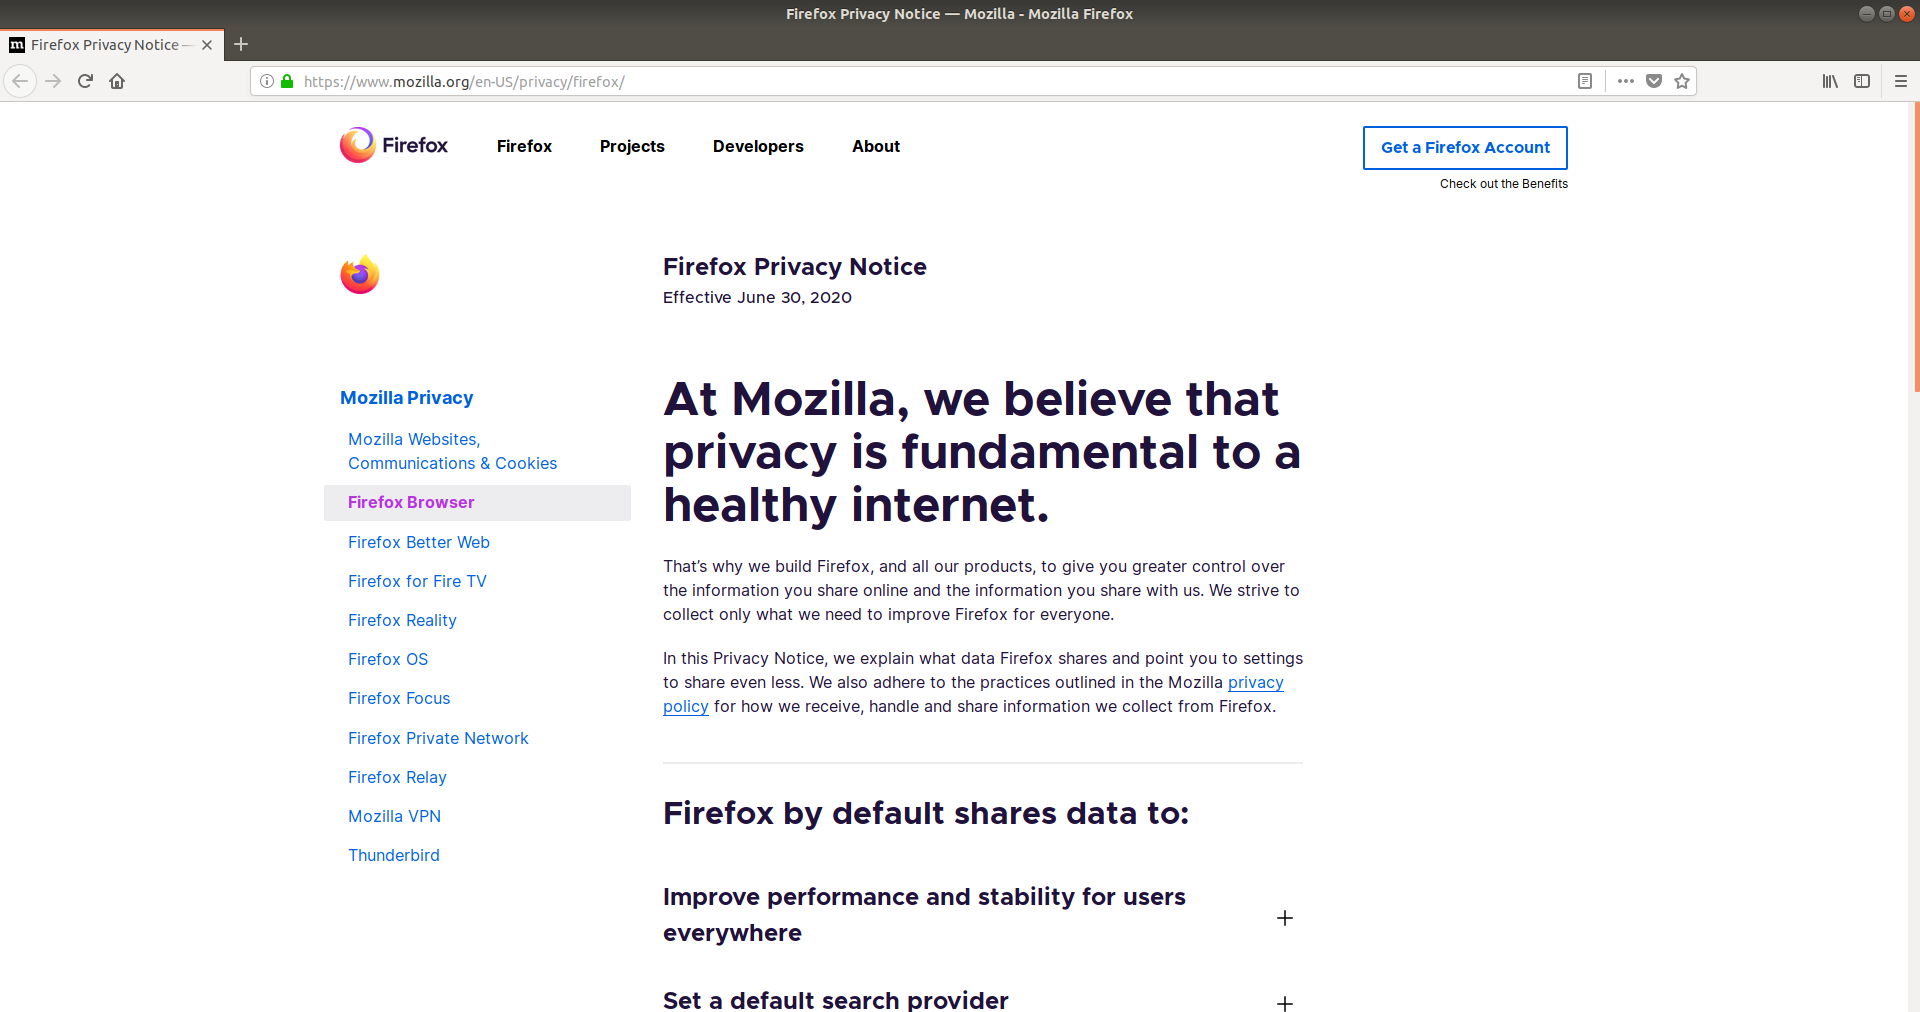 Firefox Privacy Notice — Mozilla - Mozilla Firefox
Firefox Privacy Notice —
https://www.mozilla.org/en-US/privacy/firefox/
Firefox
Firefox
Projects
Developers
About
Get a Firefox Account
Check out the Benefits
Firefox Privacy Notice
Effective June 30, 2020
Mozilla Privacy
Mozilla Websites,
Communications & Cookies
Firefox Browser
Firefox Better Web
Firefox for Fire TV
Firefox Reality
Firefox OS
Firefox Focus
Firefox Private Network
Firefox Relay
Mozilla VPN
Thunderbird
At Mozilla, we believe that
privacy is fundamental to a
healthy internet.
That’s why we build Firefox, and all our products, to give you greater control over
the information you share online and the information you share with us. We strive to
collect only what we need to improve Firefox for everyone.
In this Privacy Notice, we explain what data Firefox shares and point you to settings
to share even less. We also adhere to the practices outlined in the Mozilla privacy
policy for how we receive, handle and share information we collect from Firefox.
Firefox by default shares data to:
Improve performance and stability for users
everywhere
Set a default search provider